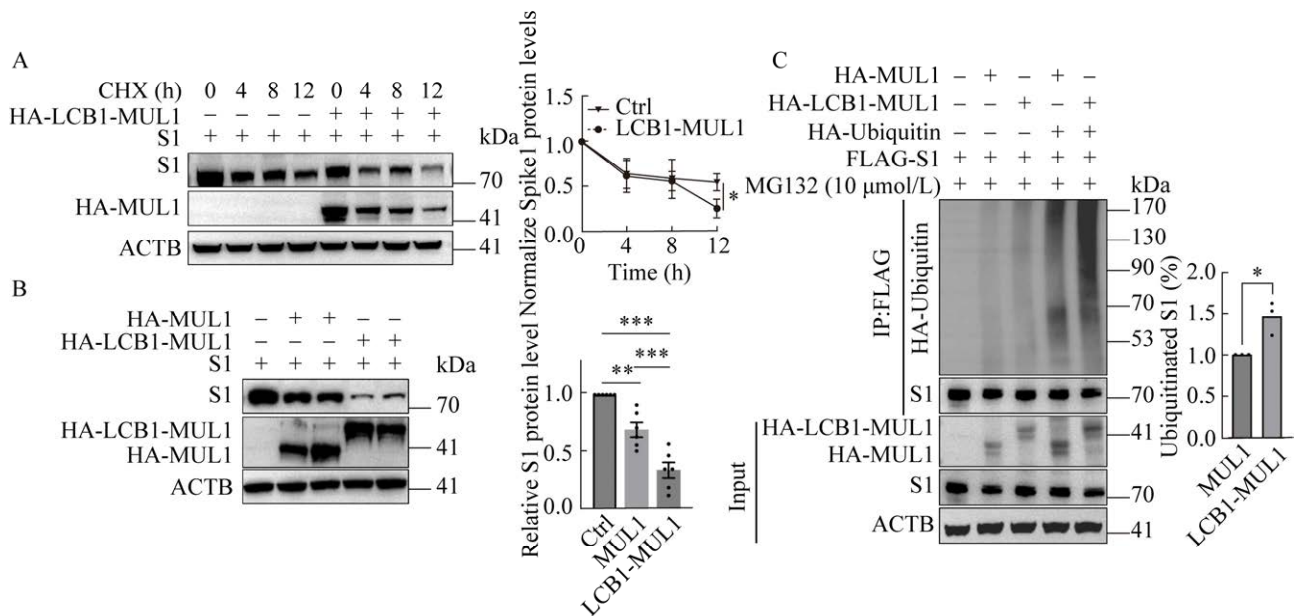 A
CHX (h) 0 4 8 12 0 4 8 12
HA-LCB1-MUL1 − − − − + + + +
S1 + + + + + + + + kDa
S1 70
HA-MUL1 41
ACTB 41
Normalize Spike1 protein levels
1.5
1.0
0.5
0.0
Ctrl
LCB1-MUL1
*
0 4 8 12
Time (h)
B
HA-MUL1 − + + − −
HA-LCB1-MUL1 − − − + +
S1 + + + + + kDa
S1 70
HA-LCB1-MUL1
HA-MUL1 41
ACTB 41
Relative S1 protein level
1.0
0.5
0.0
***
***
**
Ctrl
MUL1
LCB1-MUL1
C
HA-MUL1 − + − + −
HA-LCB1-MUL1 − − + − +
HA-Ubiquitin − − − + +
FLAG-S1 + + + + +
MG132 (10 μmol/L) + + + + + kDa
IP:FLAG
HA-Ubiquitin
170
130
90
70
53
S1 70
Input
HA-LCB1-MUL1 41
HA-MUL1
S1 70
ACTB 41
Ubiquitinated S1 (%)
2.0
1.5
1.0
0.5
0.0
*
MUL1
LCB1-MUL1